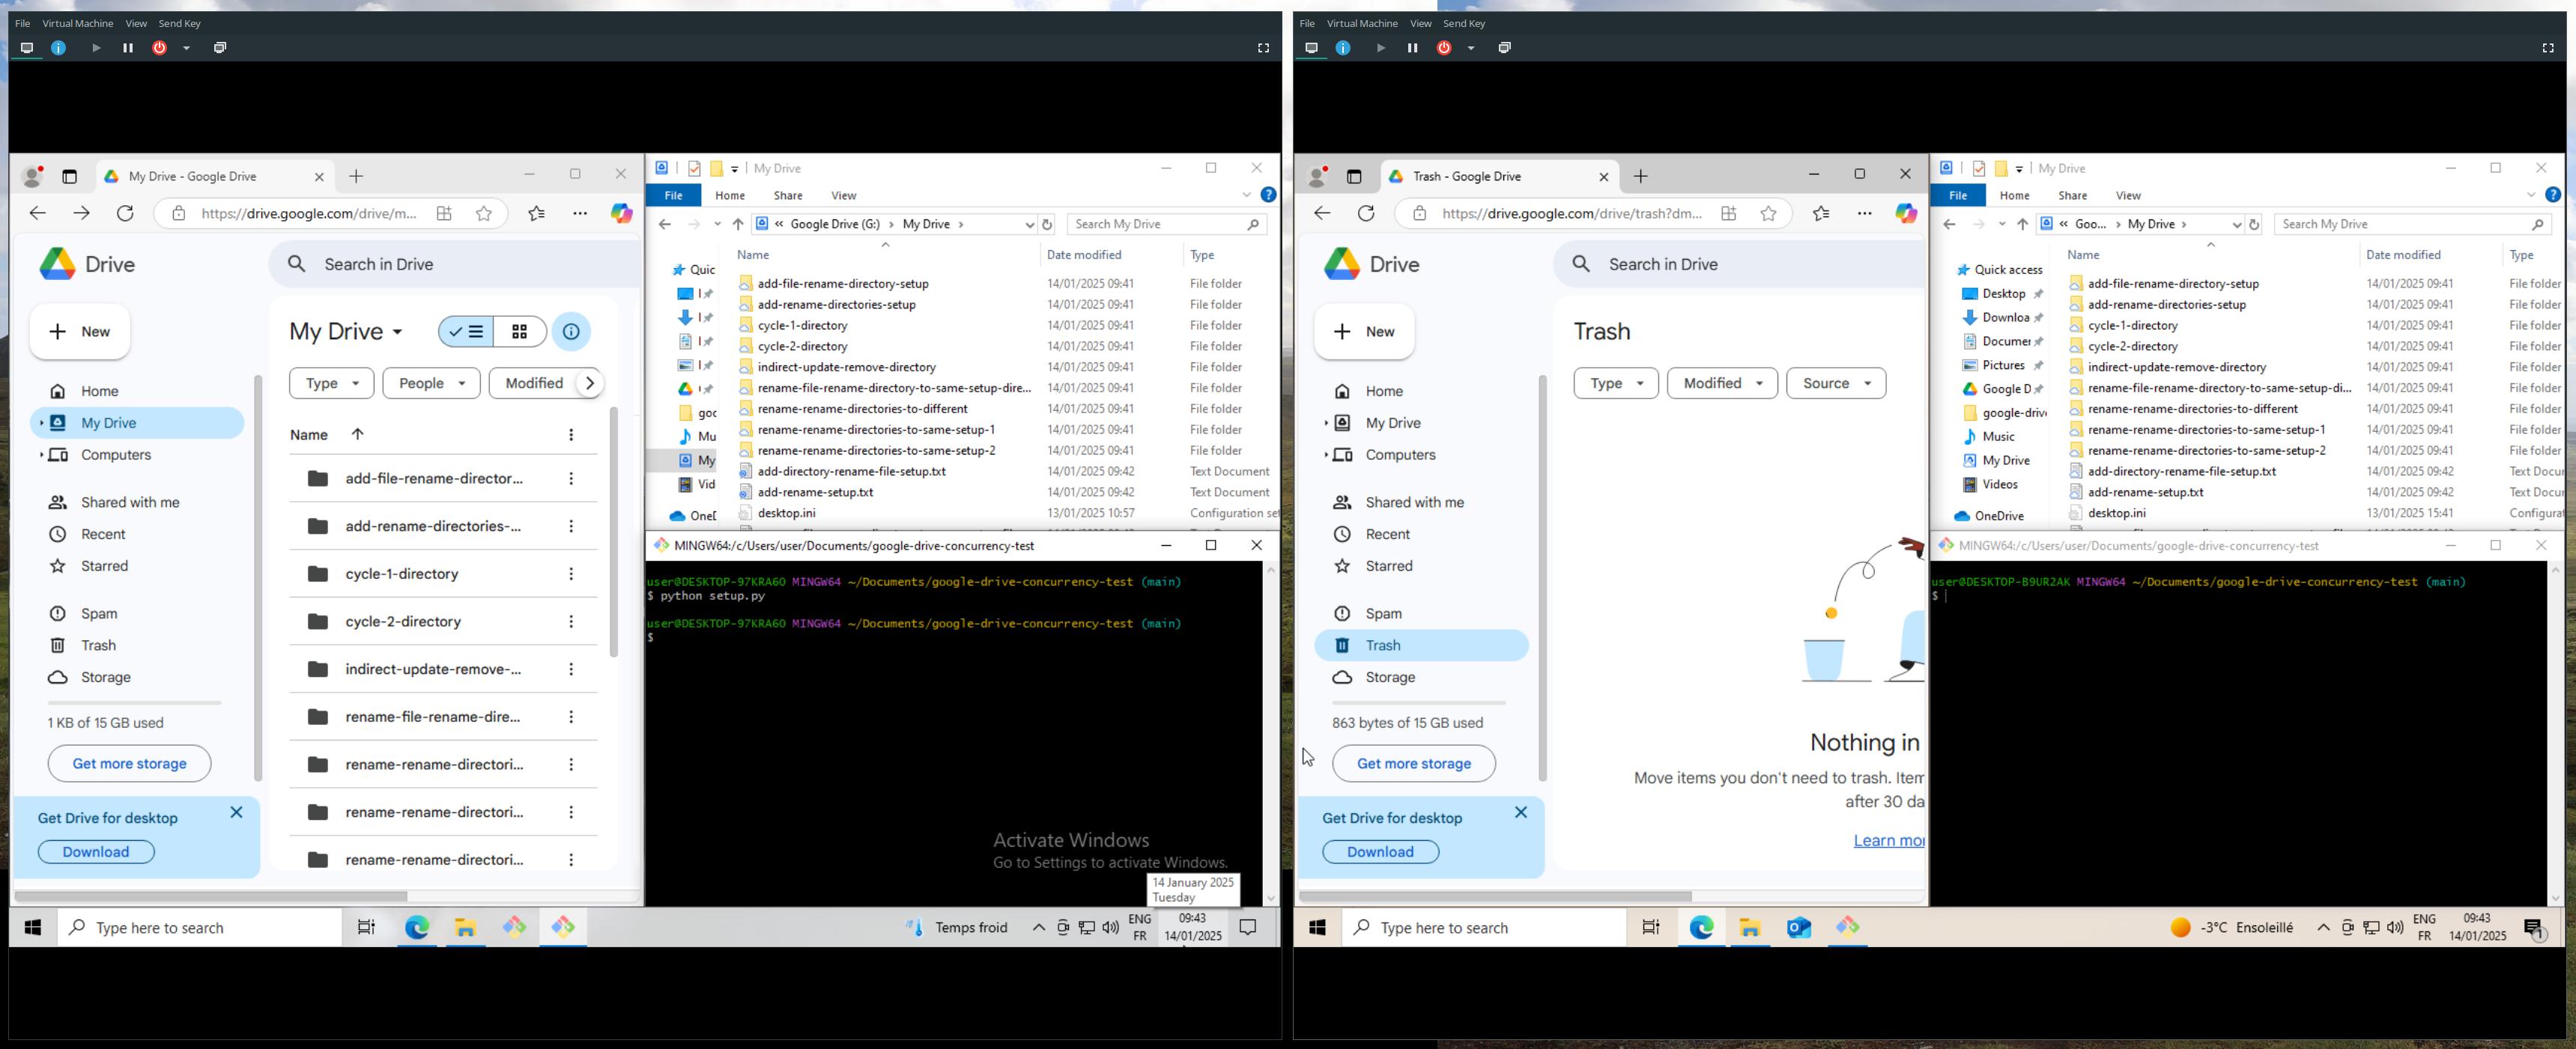 File Virtual Machine View Send Key
My Drive - Google Drive
https://drive.google.com/drive/m...
Drive
Search in Drive
New
My Drive
Home
My Drive
Computers
Shared with me
Recent
Starred
Spam
Trash
Storage
1 KB of 15 GB used
Get more storage
Get Drive for desktop
Download
Type People Modified
Name
add-file-rename-director...
add-rename-directories-...
cycle-1-directory
cycle-2-directory
indirect-update-remove-...
rename-file-rename-dire...
rename-rename-directori...
rename-rename-directori...
rename-rename-directori...
My Drive
File Home Share View
« Google Drive (G:) > My Drive >
Search My Drive
Quic
goo
Mu
My
Vid
Name Date modified Type
add-file-rename-directory-setup 14/01/2025 09:41 File folder
add-rename-directories-setup 14/01/2025 09:41 File folder
cycle-1-directory 14/01/2025 09:41 File folder
cycle-2-directory 14/01/2025 09:41 File folder
indirect-update-remove-directory 14/01/2025 09:41 File folder
rename-file-rename-directory-to-same-setup-dire... 14/01/2025 09:41 File folder
rename-rename-directories-to-different 14/01/2025 09:41 File folder
rename-rename-directories-to-same-setup-1 14/01/2025 09:41 File folder
rename-rename-directories-to-same-setup-2 14/01/2025 09:41 File folder
add-directory-rename-file-setup.txt 14/01/2025 09:42 Text Document
add-rename-setup.txt 14/01/2025 09:42 Text Document
desktop.ini 13/01/2025 10:57 Configuration set
MINGW64:/c/Users/user/Documents/google-drive-concurrency-test
user@DESKTOP-97KRA60 MINGW64 ~/Documents/google-drive-concurrency-test (main)
$ python setup.py
user@DESKTOP-97KRA60 MINGW64 ~/Documents/google-drive-concurrency-test (main)
$
Activate Windows
Go to Settings to activate Windows.
14 January 2025
Tuesday
Type here to search
Temps froid
ENG
FR
09:43
14/01/2025
File Virtual Machine View Send Key
Trash - Google Drive
https://drive.google.com/drive/trash?dm...
Drive
Search in Drive
New
Trash
Home
My Drive
Computers
Shared with me
Recent
Starred
Spam
Trash
Storage
863 bytes of 15 GB used
Get more storage
Get Drive for desktop
Download
Type Modified Source
Nothing in
Move items you don't need to trash. Item
after 30 da
Learn mor
My Drive
File Home Share View
« Goo... > My Drive >
Search My Drive
Quick access
Desktop
Downloa
Documer
Pictures
Google D
google-drive
Music
My Drive
Videos
OneDrive
Name Date modified Type
add-file-rename-directory-setup 14/01/2025 09:41 File folder
add-rename-directories-setup 14/01/2025 09:41 File folder
cycle-1-directory 14/01/2025 09:41 File folder
cycle-2-directory 14/01/2025 09:41 File folder
indirect-update-remove-directory 14/01/2025 09:41 File folder
rename-file-rename-directory-to-same-setup-di... 14/01/2025 09:41 File folder
rename-rename-directories-to-different 14/01/2025 09:41 File folder
rename-rename-directories-to-same-setup-1 14/01/2025 09:41 File folder
rename-rename-directories-to-same-setup-2 14/01/2025 09:41 File folder
add-directory-rename-file-setup.txt 14/01/2025 09:42 Text Docur
add-rename-setup.txt 14/01/2025 09:42 Text Docur
desktop.ini 13/01/2025 15:41 Configurat
MINGW64:/c/Users/user/Documents/google-drive-concurrency-test
user@DESKTOP-B9UR2AK MINGW64 ~/Documents/google-drive-concurrency-test (main)
$
Type here to search
-3°C Ensoleillé
ENG
FR
09:43
14/01/2025
1